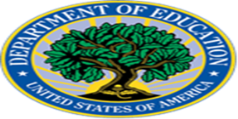 DEPARTMENT OF EDUCATION
UNITED STATES OF AMERICA